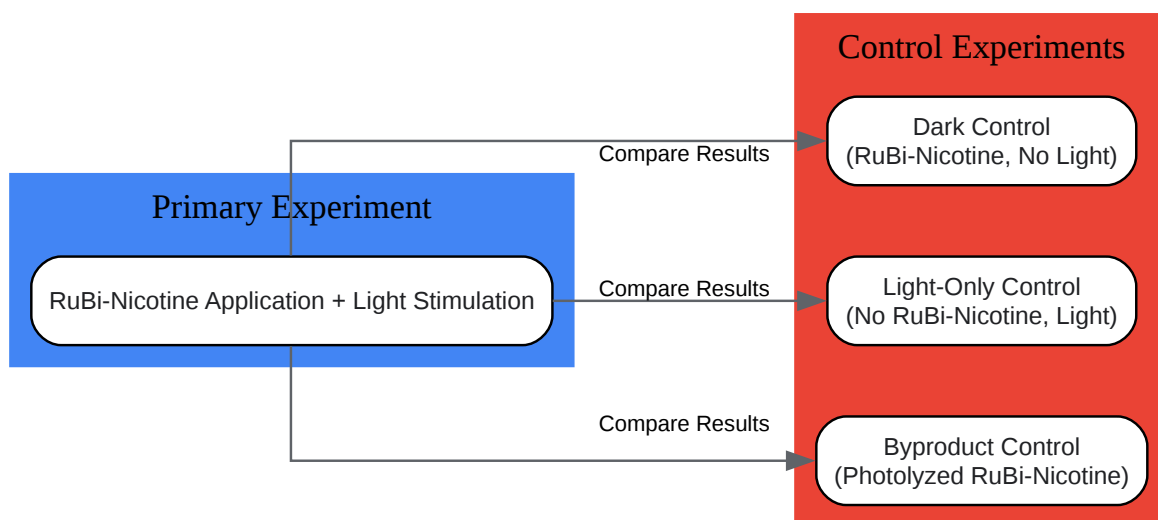 Control Experiments
Dark Control
(RuBi-Nicotine, No Light)
Compare Results
Primary Experiment
RuBi-Nicotine Application + Light Stimulation
Compare Results
Light-Only Control
(No RuBi-Nicotine, Light)
Compare Results
Byproduct Control
(Photolyzed RuBi-Nicotine)